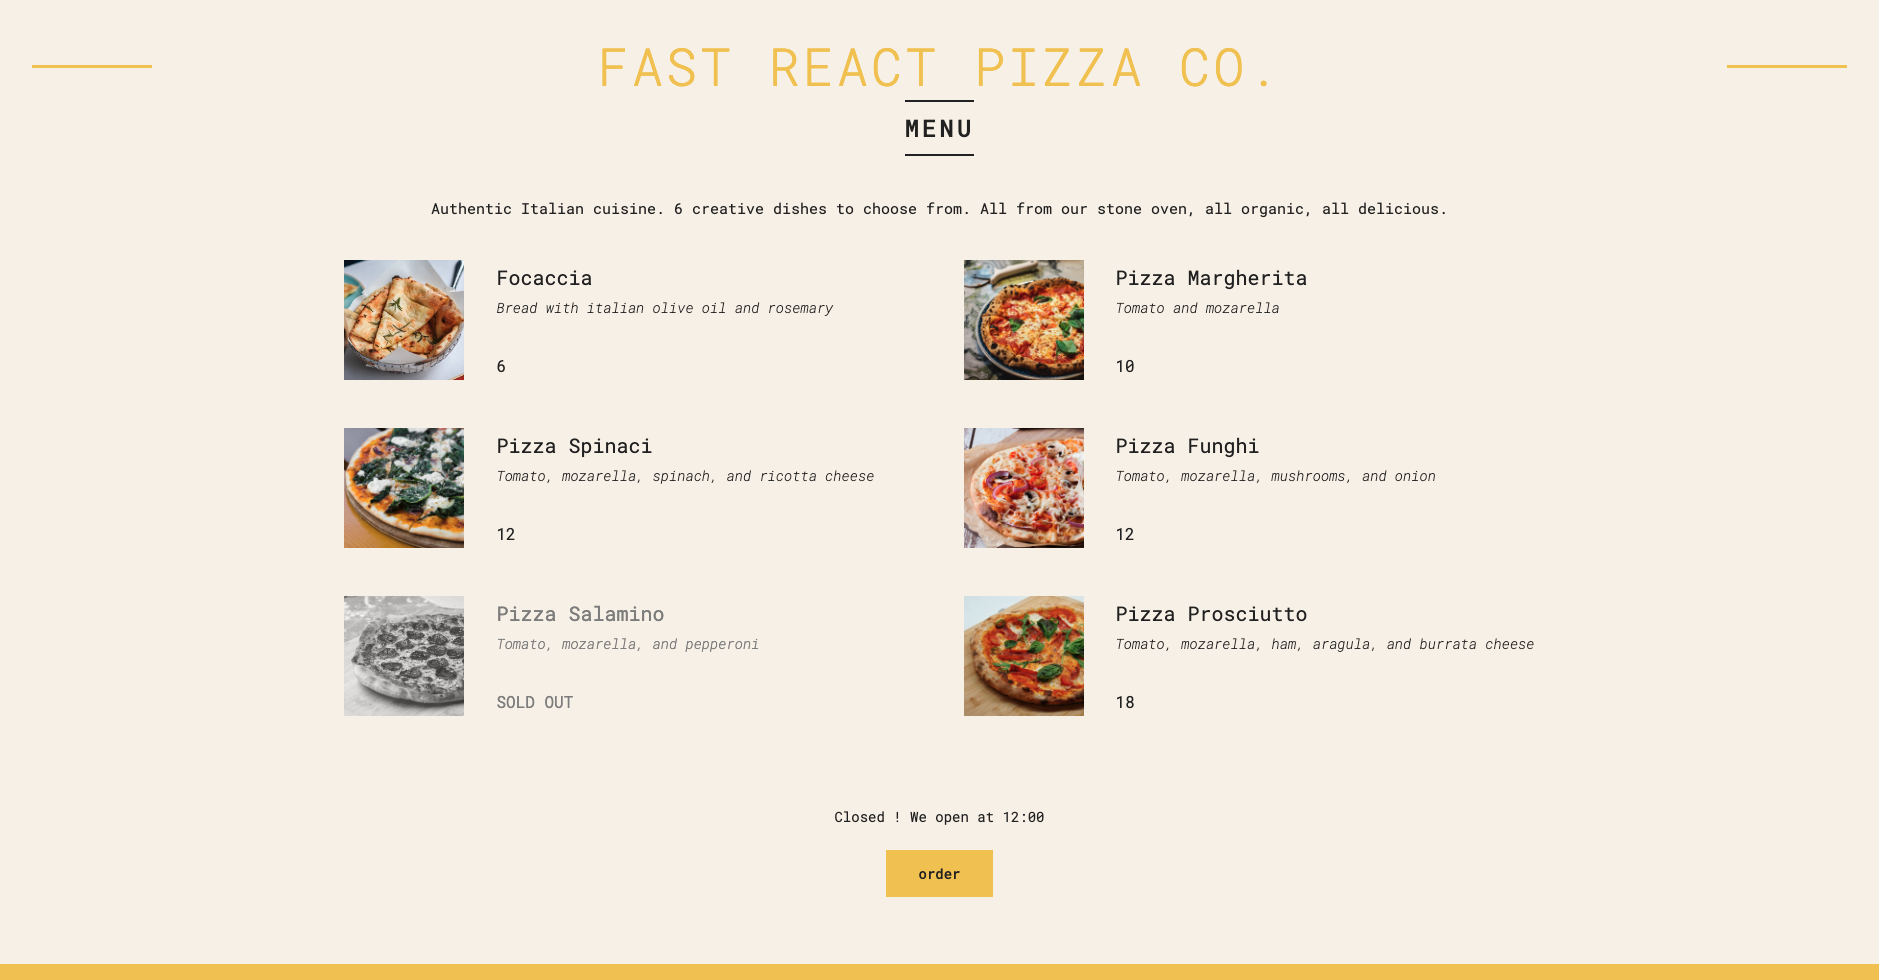 FAST REACT PIZZA CO.
MENU
Authentic Italian cuisine. 6 creative dishes to choose from. All from our stone oven, all organic, all delicious.
Focaccia
Bread with italian olive oil and rosemary
6
Pizza Margherita
Tomato and mozarella
10
Pizza Spinaci
Tomato, mozarella, spinach, and ricotta cheese
12
Pizza Funghi
Tomato, mozarella, mushrooms, and onion
12
Pizza Salamino
Tomato, mozarella, and pepperoni
SOLD OUT
Pizza Prosciutto
Tomato, mozarella, ham, aragula, and burrata cheese
18
Closed ! We open at 12:00
order